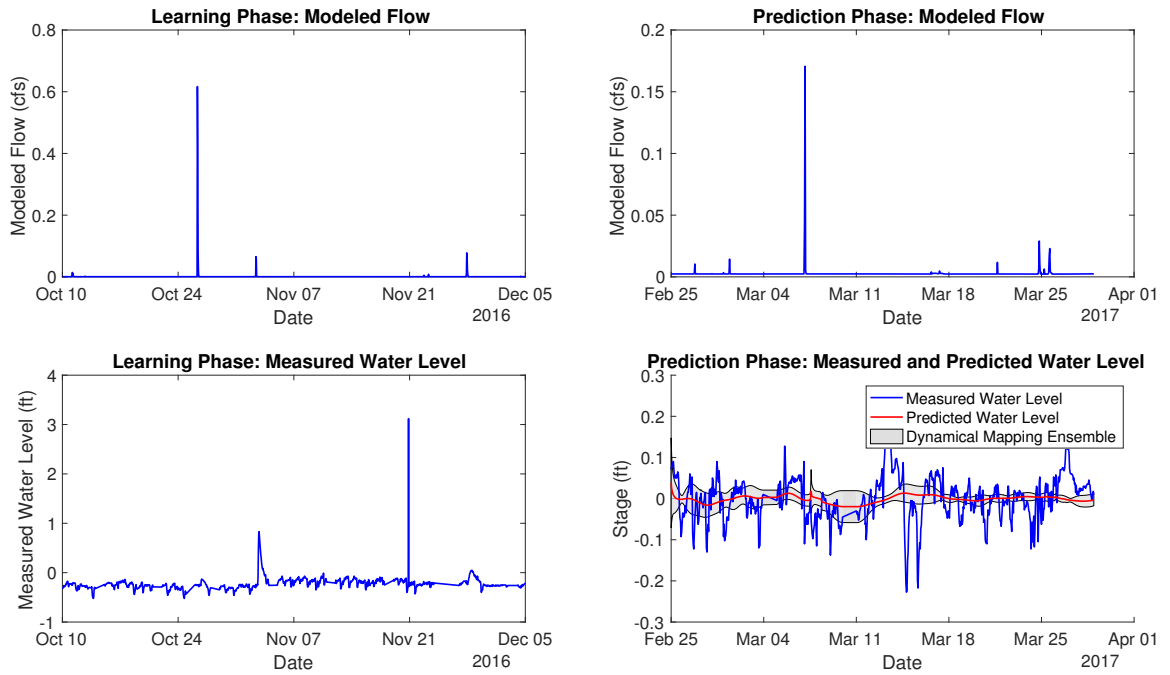 Learning Phase: Modeled Flow
0.8
0.6
0.4
0.2
0
Modeled Flow (cfs)
Oct 10 Oct 24 Nov 07 Nov 21 Dec 05
Date 2016
Prediction Phase: Modeled Flow
0.2
0.15
0.1
0.05
0
Modeled Flow (cfs)
Feb 25 Mar 04 Mar 11 Mar 18 Mar 25 Apr 01
Date 2017
Learning Phase: Measured Water Level
4
3
2
1
0
-1
Measured Water Level (ft)
Oct 10 Oct 24 Nov 07 Nov 21 Dec 05
Date 2016
Prediction Phase: Measured and Predicted Water Level
0.3
0.2
0.1
0
-0.1
-0.2
-0.3
Stage (ft)
Measured Water Level
Predicted Water Level
Dynamical Mapping Ensemble
Feb 25 Mar 04 Mar 11 Mar 18 Mar 25 Apr 01
Date 2017